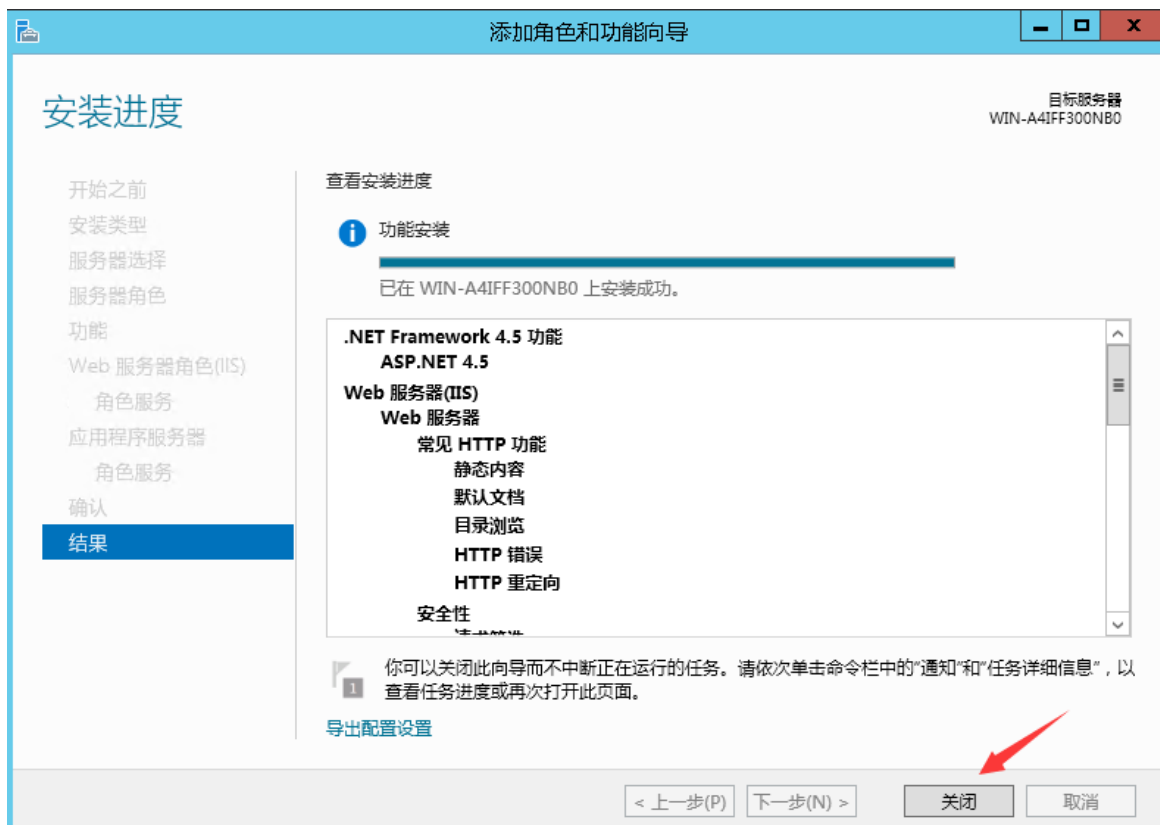 添加角色和功能向导
安装进度
目标服务器
WIN-A4IFF300NB0
开始之前
安装类型
服务器选择
服务器角色
功能
Web 服务器角色(IIS)
角色服务
应用程序服务器
角色服务
确认
结果
查看安装进度
功能安装
已在 WIN-A4IFF300NB0 上安装成功。
.NET Framework 4.5 功能
ASP.NET 4.5
Web 服务器(IIS)
Web 服务器
常见 HTTP 功能
静态内容
默认文档
目录浏览
HTTP 错误
HTTP 重定向
安全性
1
你可以关闭此向导而不中断正在运行的任务。请依次单击命令栏中的"通知"和"任务详细信息"，以
查看任务进度或再次打开此页面。
导出配置设置
< 上一步(P)
下一步(N) >
关闭
取消